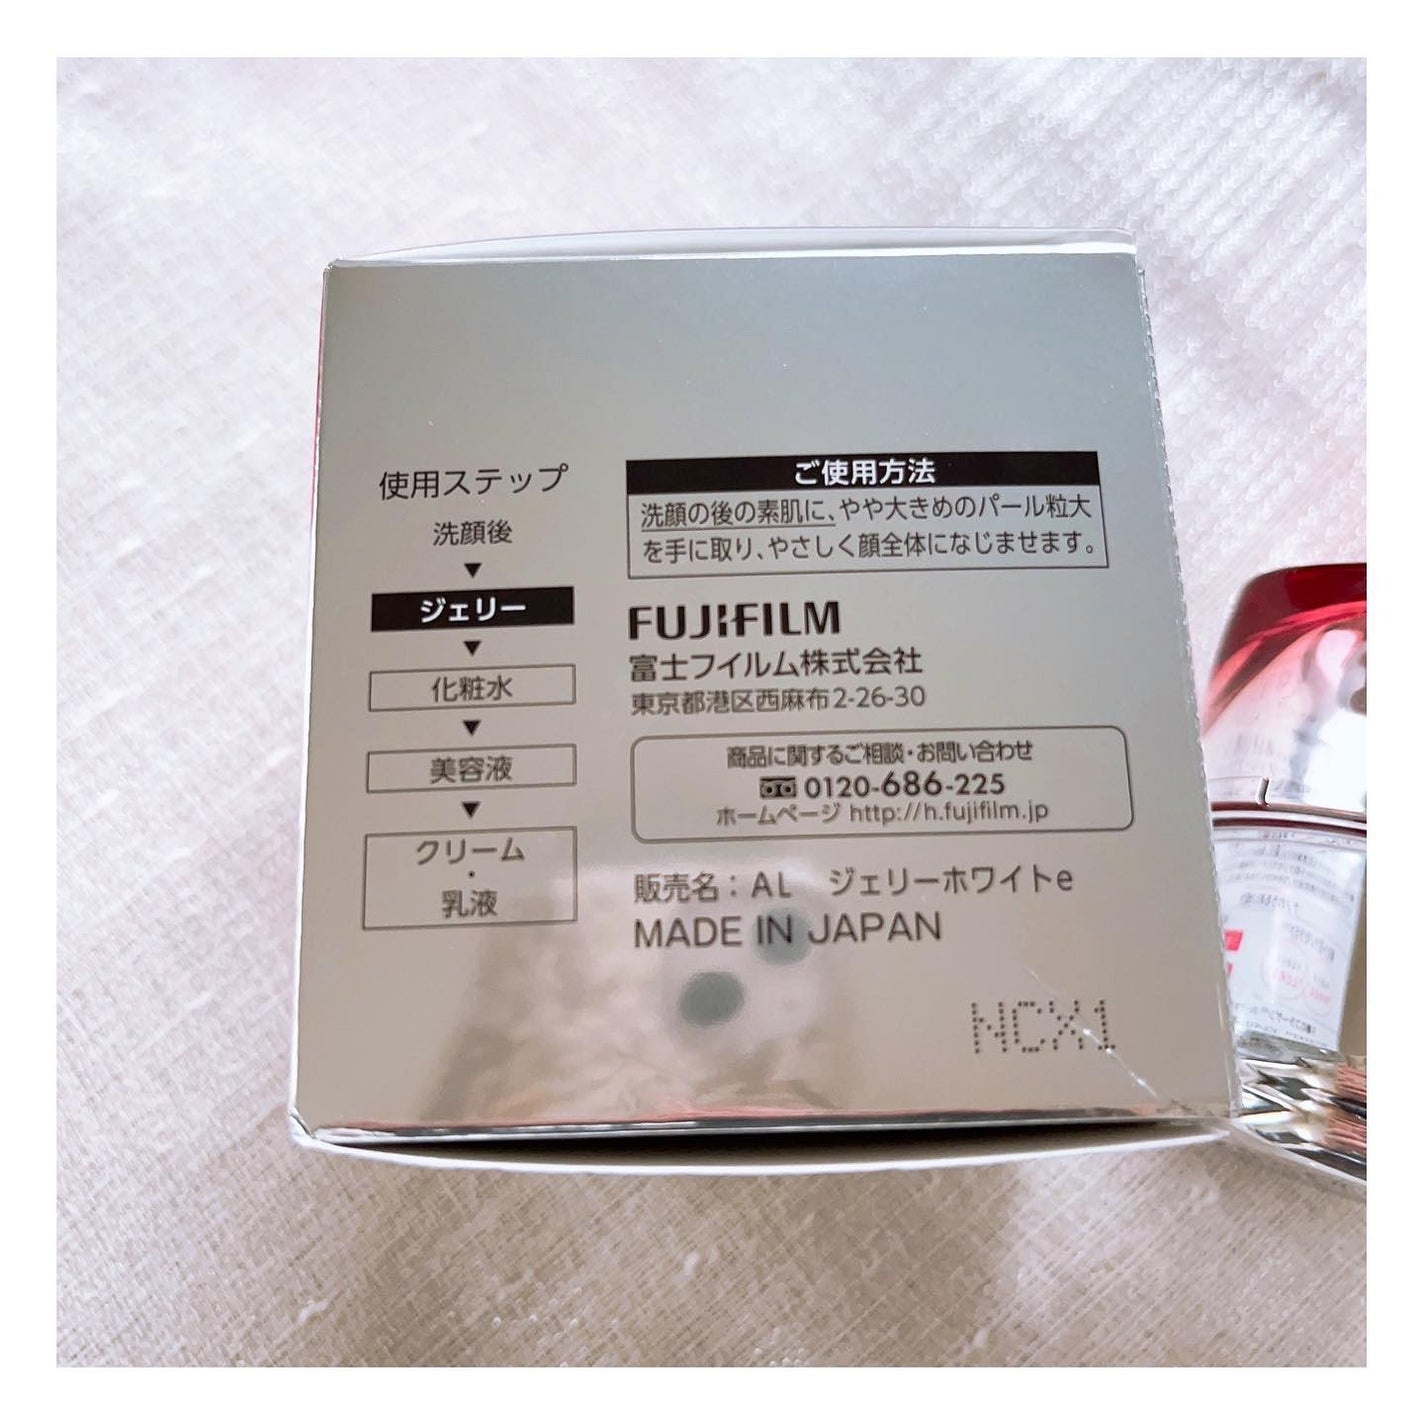 使用ステップ
洗顔後
▼
ジェリー
▼
化粧水
▼
美容液
▼
クリーム
・
乳液
ご使用方法
洗顔の後の素肌に、やや大きめのパール粒大
を手に取り、やさしく顔全体になじませます。
FUJIFILM
富士フイルム株式会社
東京都港区西麻布2-26-30
商品に関するご相談・お問い合わせ
0120-686-225
ホームページ http://h.fujifilm.jp
販売名：AL ジェリーホワイトe
MADE IN JAPAN
NCX1